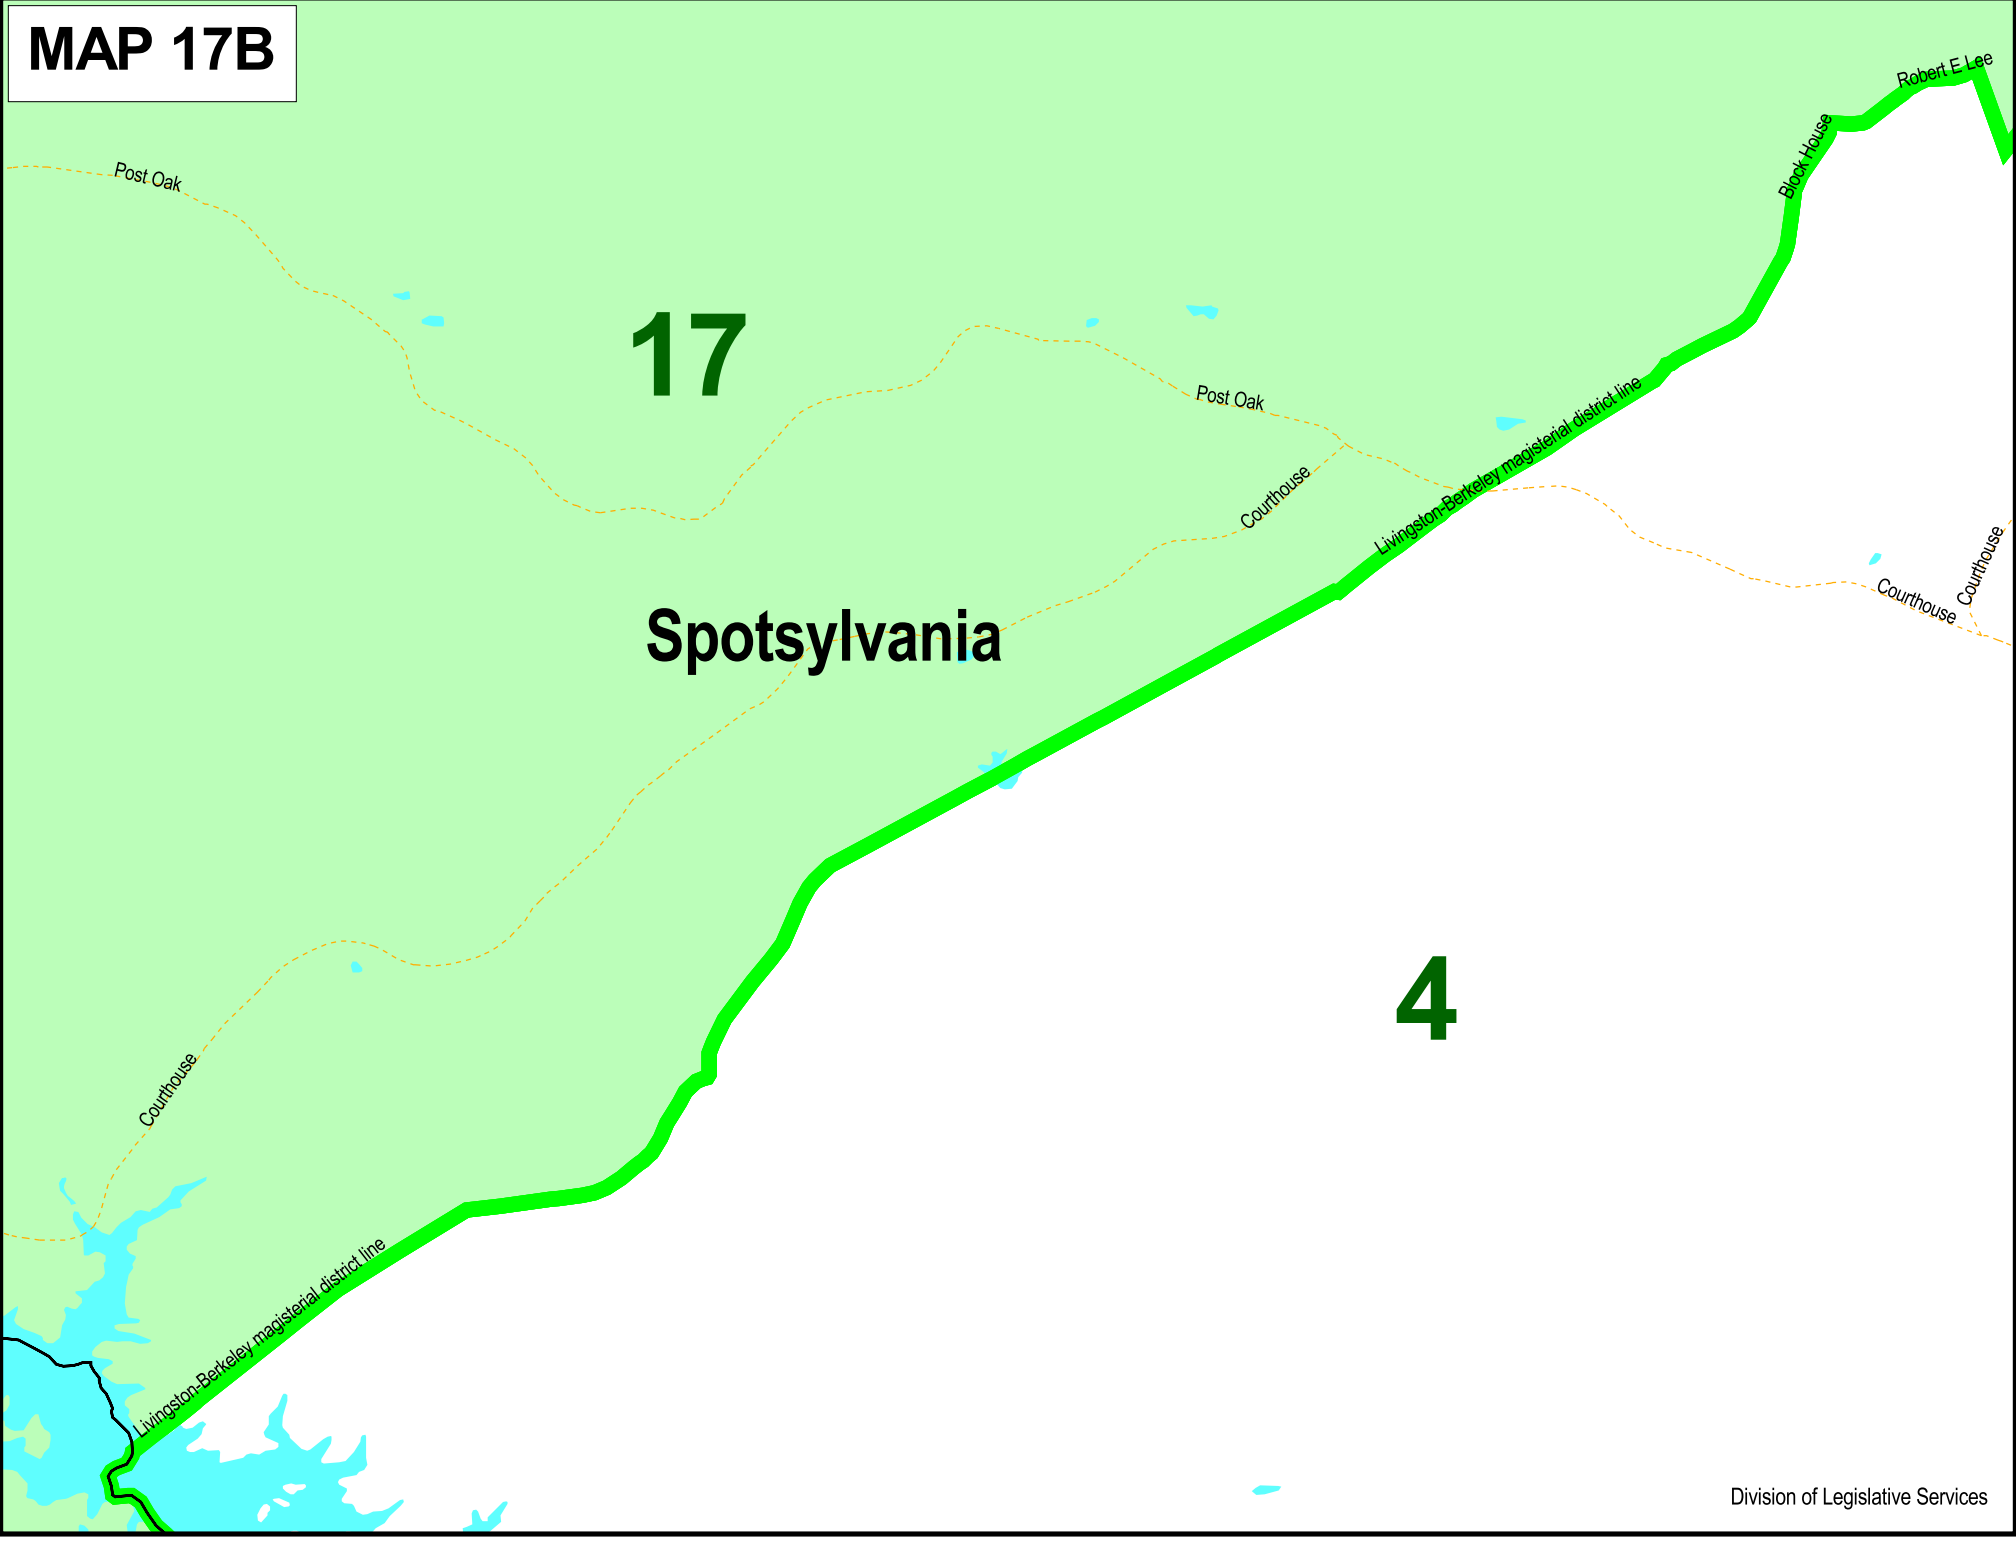 MAP 17B
Robert E Lee
Block House
Post Oak
17
Post Oak
Livingston-Berkeley magisterial district line
Courthouse
Courthouse
Courthouse
Spotsylvania
4
Courthouse
Livingston-Berkeley magisterial district line
Division of Legislative Services